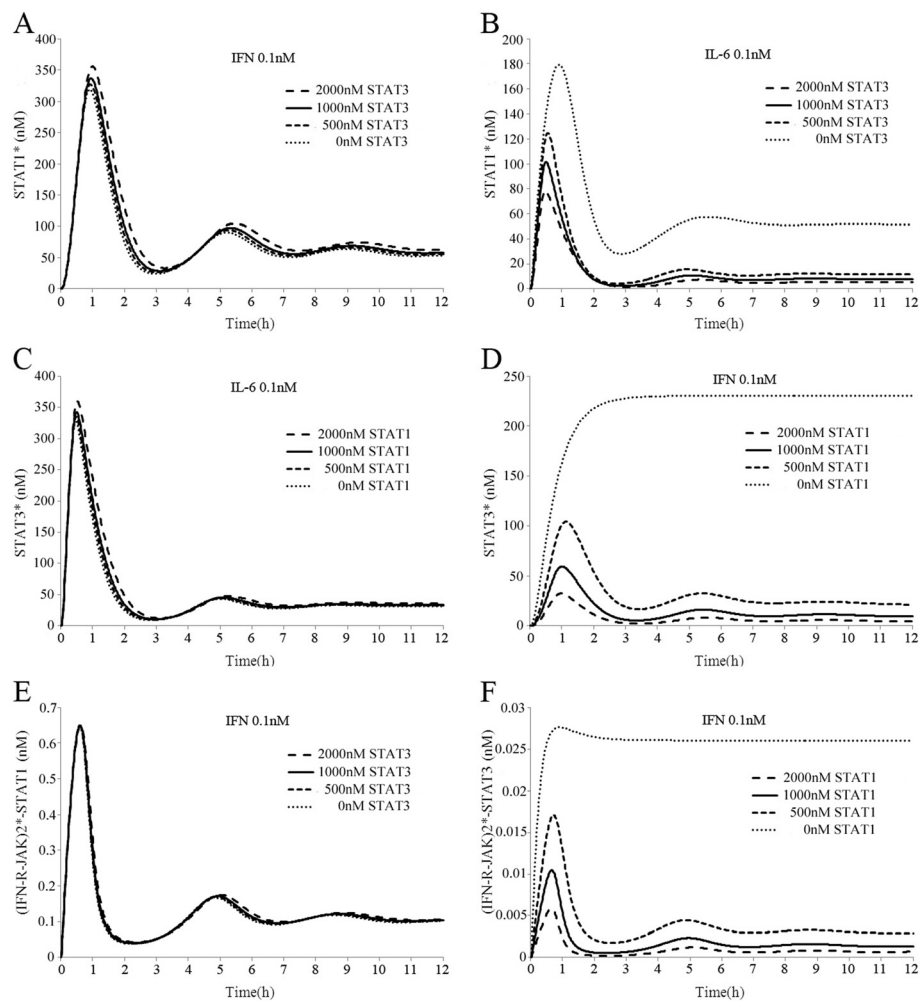 A
IFN 0.1nM
2000nM STAT3
1000nM STAT3
500nM STAT3
0nM STAT3
STAT1* (nM)
400
350
300
250
200
150
100
50
0
0 1 2 3 4 5 6 7 8 9 10 11 12
Time(h)
B
IL-6 0.1nM
2000nM STAT3
1000nM STAT3
500nM STAT3
0nM STAT3
STAT1* (nM)
200
180
160
140
120
100
80
60
40
20
0
0 1 2 3 4 5 6 7 8 9 10 11 12
Time(h)
C
IL-6 0.1nM
2000nM STAT1
1000nM STAT1
500nM STAT1
0nM STAT1
STAT3* (nM)
400
350
300
250
200
150
100
50
0
0 1 2 3 4 5 6 7 8 9 10 11 12
Time(h)
D
IFN 0.1nM
2000nM STAT1
1000nM STAT1
500nM STAT1
0nM STAT1
STAT3* (nM)
250
200
150
100
50
0
0 1 2 3 4 5 6 7 8 9 10 11 12
Time(h)
E
IFN 0.1nM
2000nM STAT3
1000nM STAT3
500nM STAT3
0nM STAT3
(IFN-R-JAK)2*-STAT1 (nM)
0.7
0.6
0.5
0.4
0.3
0.2
0.1
0
0 1 2 3 4 5 6 7 8 9 10 11 12
Time(h)
F
IFN 0.1nM
2000nM STAT1
1000nM STAT1
500nM STAT1
0nM STAT1
(IFN-R-JAK)2*-STAT3 (nM)
0.03
0.025
0.02
0.015
0.01
0.005
0
0 1 2 3 4 5 6 7 8 9 10 11 12
Time(h)